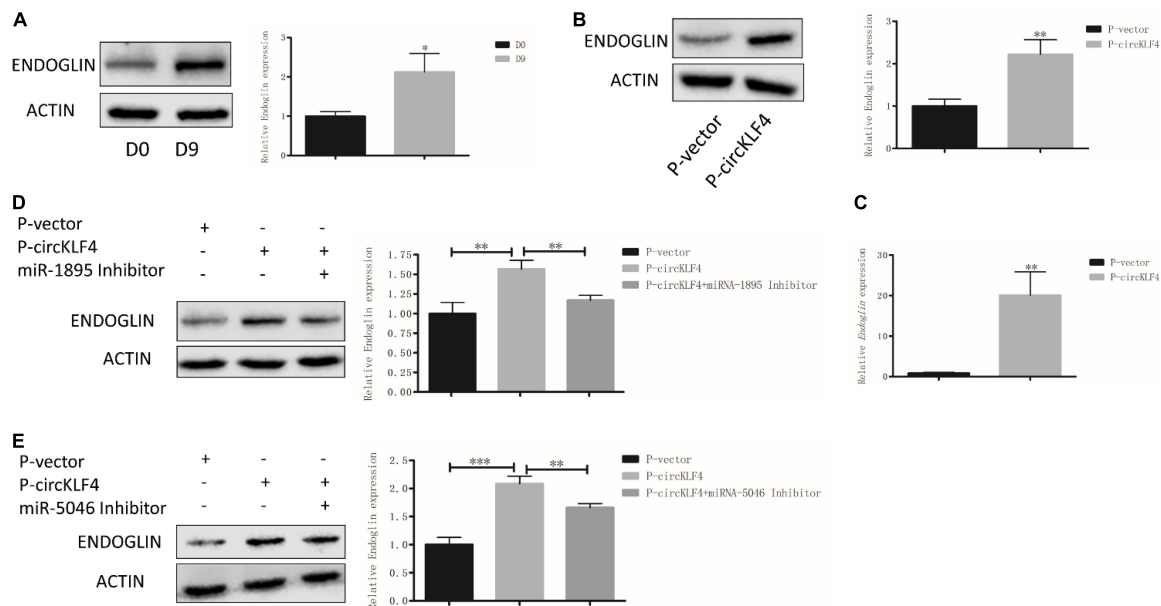 A
ENDOGLIN
ACTIN
D0 D9
Relative Endoglin expression
3
2
1
0
*
D0
D9
B
ENDOGLIN
ACTIN
P-vector
P-circKLF4
Relative Endoglin expression
3
2
1
0
**
P-vector
P-circKLF4
D
P-vector + - -
P-circKLF4 - + +
miR-1895 Inhibitor - - +
ENDOGLIN
ACTIN
Relative Endoglin expression
1.75
1.50
1.25
1.00
0.75
0.50
0.25
0.00
** **
P-vector
P-circKLF4
P-circKLF4+miRNA-1895 Inhibitor
C
Relative Endoglin expression
30
20
10
0
**
P-vector
P-circKLF4
E
P-vector + - -
P-circKLF4 - + +
miR-5046 Inhibitor - - +
ENDOGLIN
ACTIN
Relative Endoglin expression
2.5
2.0
1.5
1.0
0.5
0.0
*** **
P-vector
P-circKLF4
P-circKLF4+miRNA-5046 Inhibitor